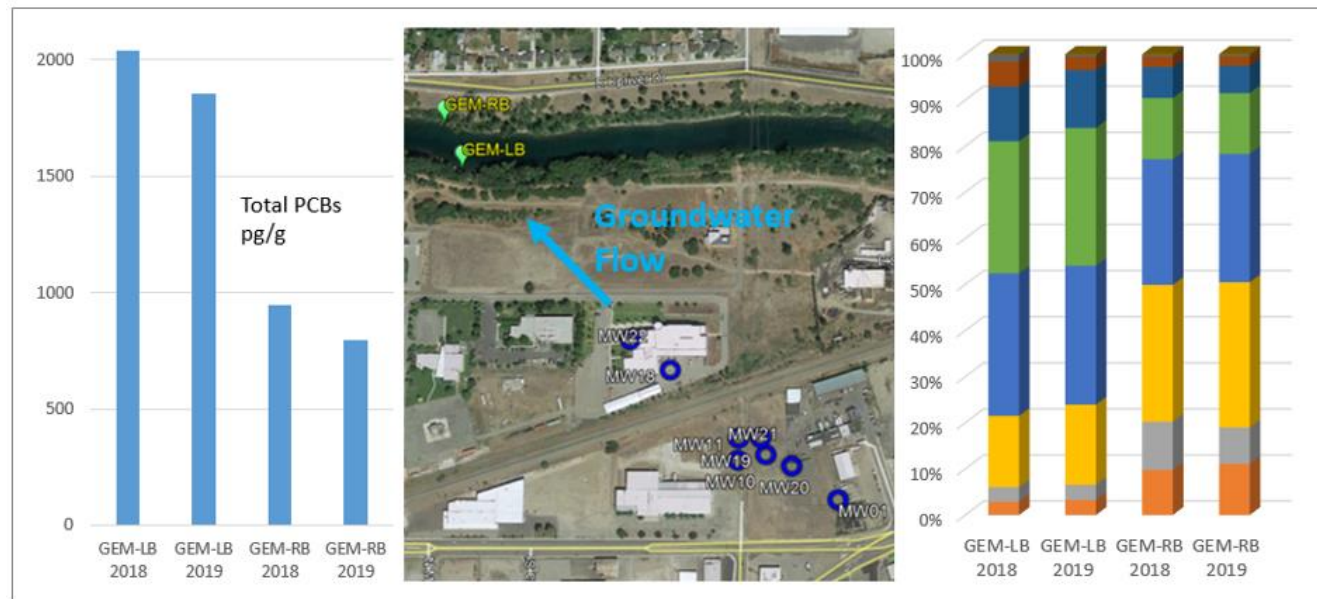 2000
1500
1000
500
0
Total PCBs
pg/g
GEM-LB
2018
GEM-LB
2019
GEM-RB
2018
GEM-RB
2019
GEM-RB
GEM-LB
Groundwater
Flow
MW18
MW11
MW21
MW19
MW10
MW20
MW01
100%
90%
80%
70%
60%
50%
40%
30%
20%
10%
0%
GEM-LB
2018
GEM-LB
2019
GEM-RB
2018
GEM-RB
2019